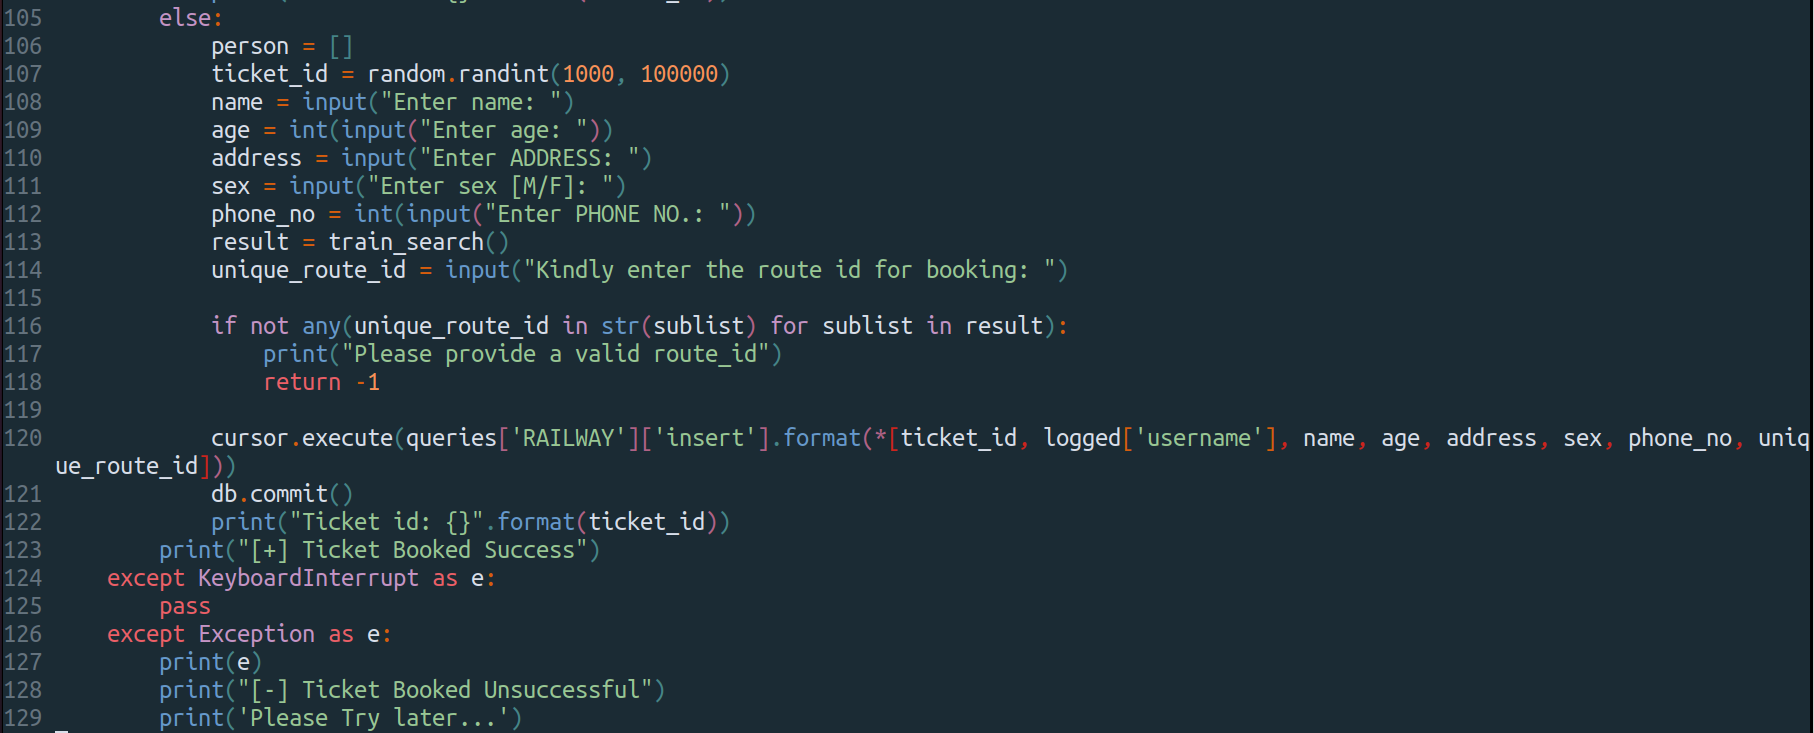 105         else:
106             person = []
107             ticket_id = random.randint(1000, 100000)
108             name = input("Enter name: ")
109             age = int(input("Enter age: "))
110             address = input("Enter ADDRESS: ")
111             sex = input("Enter sex [M/F]: ")
112             phone_no = int(input("Enter PHONE NO.: "))
113             result = train_search()
114             unique_route_id = input("Kindly enter the route id for booking: ")
115
116             if not any(unique_route_id in str(sublist) for sublist in result):
117                 print("Please provide a valid route_id")
118                 return -1
119
120             cursor.execute(queries['RAILWAY']['insert'].format(*[ticket_id, logged['username'], name, age, address, sex, phone_no, uniq
ue_route_id]))
121             db.commit()
122             print("Ticket id: {}".format(ticket_id))
123         print("[+] Ticket Booked Success")
124     except KeyboardInterrupt as e:
125         pass
126     except Exception as e:
127         print(e)
128         print("[-] Ticket Booked Unsuccessful")
129         print('Please Try later...')